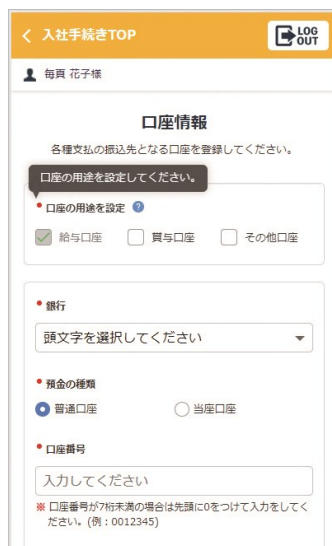 入社手続きTOP
LOG
OUT
毎頁 花子様
口座情報
各種支払の振込先となる口座を登録してください。
口座の用途を設定してください。
• 口座の用途を設定 ?
給与口座 賞与口座 その他口座
• 銀行
頭文字を選択してください
• 預金の種類
普通口座 当座口座
• 口座番号
入力してください
※ 口座番号が7桁未満の場合は先頭に0をつけて入力をしてく
ださい。(例：0012345)